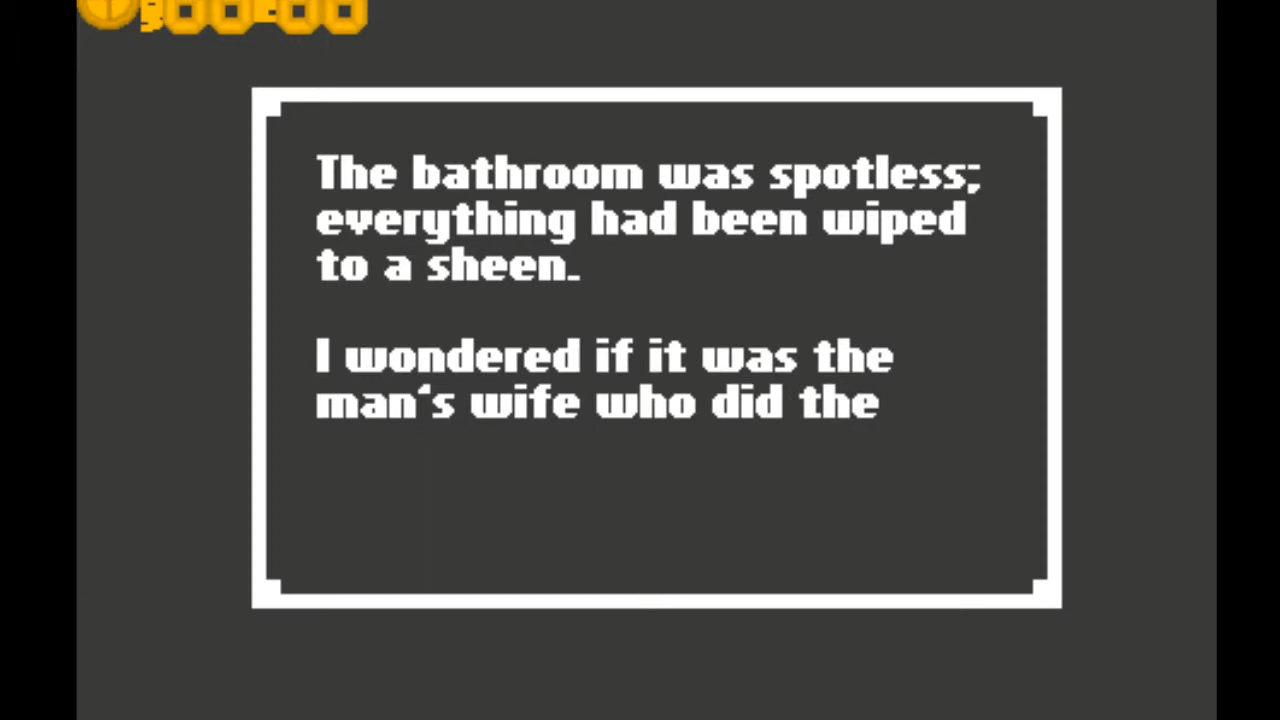 The bathroom was spotless;
everything had been wiped
to a sheen.
I wondered if it was the
man's wife who did the